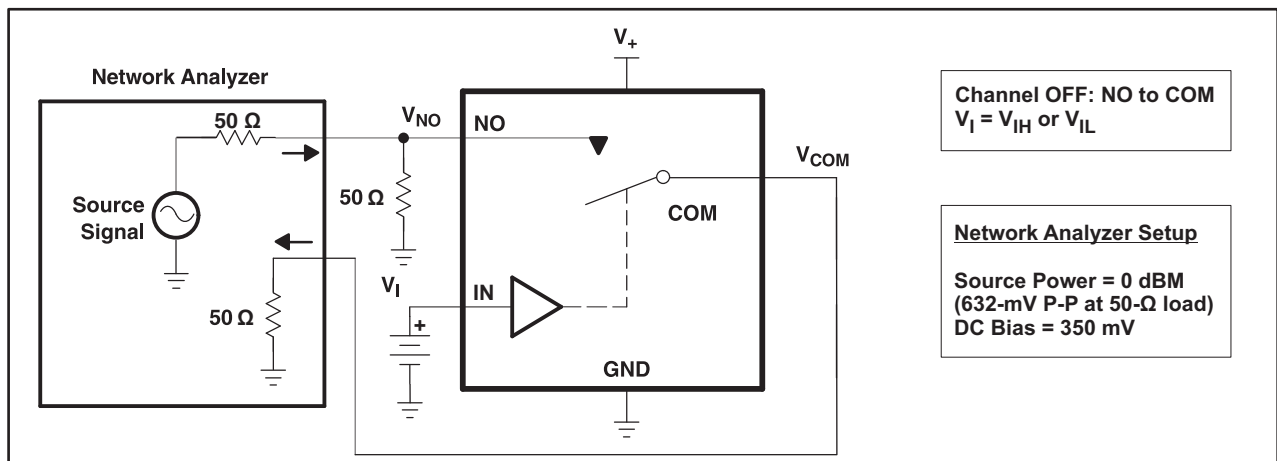 V+
Network Analyzer
50 Ω
VNO
NO
Channel OFF: NO to COM
VI = VIH or VIL
VCOM
50 Ω
Source
Signal
COM
Network Analyzer Setup
Source Power = 0 dBM
(632-mV P-P at 50-Ω load)
DC Bias = 350 mV
VI
IN
50 Ω
+
GND